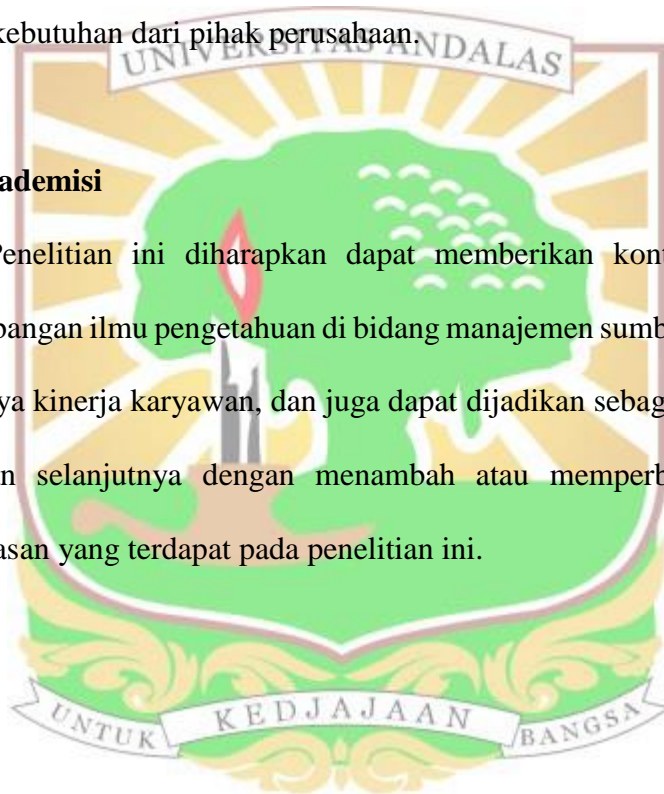 kebutuhan dari pihak perusahaan.
UNIVERSITAS ANDALAS
ademisi
Penelitian ini diharapkan dapat memberikan kont
bangan ilmu pengetahuan di bidang manajemen sumb
ya kinerja karyawan, dan juga dapat dijadikan sebag
n selanjutnya dengan menambah atau memperb
asan yang terdapat pada penelitian ini.
UNTUK KEDJAJAAN BANGSA